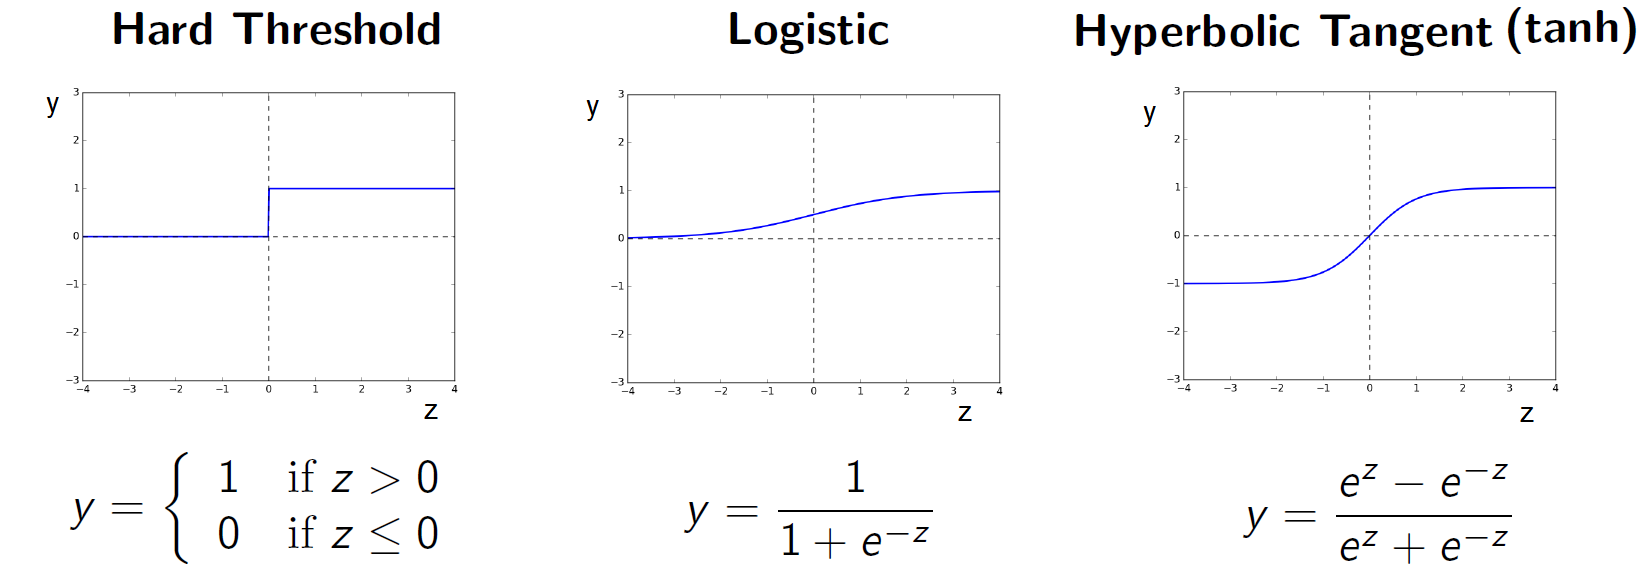 Hard Threshold
y
3
2
1
0
−1
−2
−3
−4 −3 −2 −1 0 1 2 3 4
z
y = { 1 if z > 0
0 if z ≤ 0
Logistic
y
3
2
1
0
−1
−2
−3
−4 −3 −2 −1 0 1 2 3 4
z
y = 1 / (1 + e^{−z})
Hyperbolic Tangent (tanh)
y
3
2
1
0
−1
−2
−3
−4 −3 −2 −1 0 1 2 3 4
z
y = (e^z − e^{−z}) / (e^z + e^{−z})